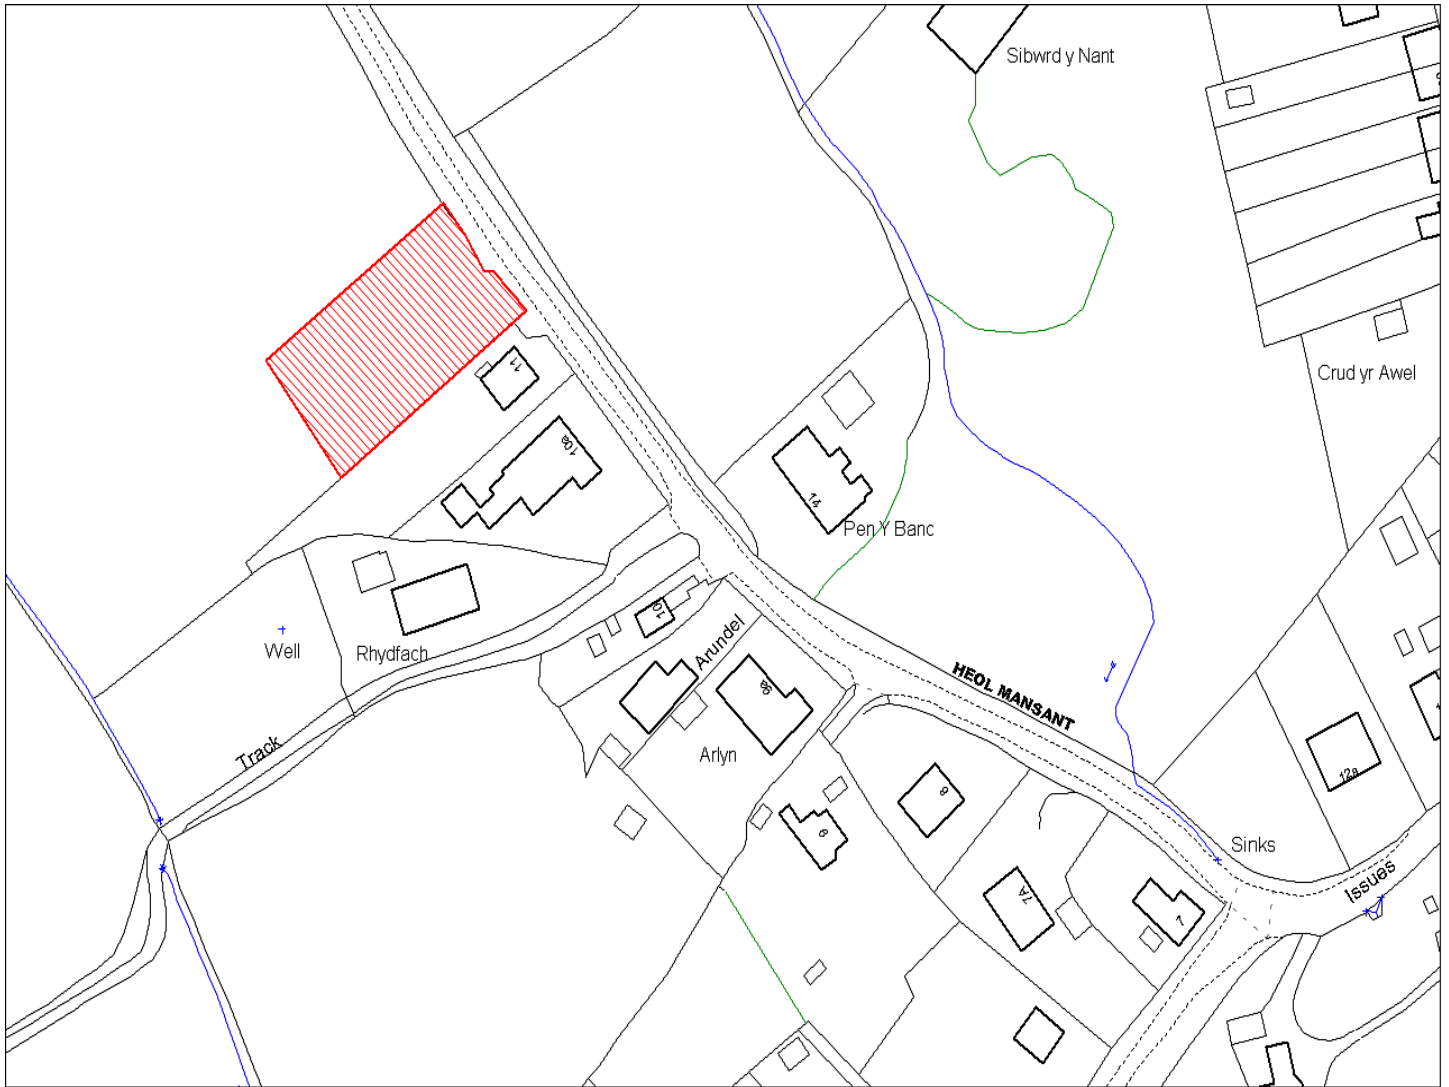 Sibwrd y Nant
Crud yr Awel
11
10a
14
Pen Y Banc
Well
Rhydfach
10
Arundel
9a
HEOL MANSANT
Track
Arlyn
12a
8
9
Sinks
Issues
7A
7